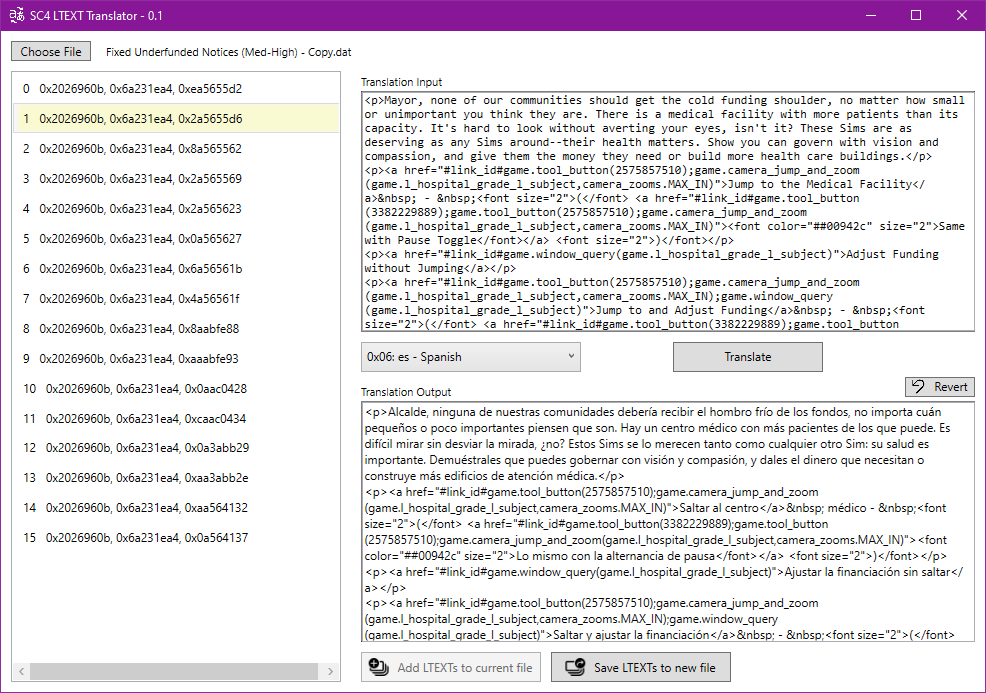 SC4 LTEXT Translator - 0.1
Choose File
Fixed Underfunded Notices (Med-High) - Copy.dat
0 0x2026960b, 0x6a231ea4, 0xea5655d2
1 0x2026960b, 0x6a231ea4, 0x2a5655d6
2 0x2026960b, 0x6a231ea4, 0x8a565562
3 0x2026960b, 0x6a231ea4, 0x2a565569
4 0x2026960b, 0x6a231ea4, 0x2a565623
5 0x2026960b, 0x6a231ea4, 0x0a565627
6 0x2026960b, 0x6a231ea4, 0x6a56561b
7 0x2026960b, 0x6a231ea4, 0x4a56561f
8 0x2026960b, 0x6a231ea4, 0x8aabfe88
9 0x2026960b, 0x6a231ea4, 0xaaabfe93
10 0x2026960b, 0x6a231ea4, 0x0aac0428
11 0x2026960b, 0x6a231ea4, 0xcaac0434
12 0x2026960b, 0x6a231ea4, 0x0a3abb29
13 0x2026960b, 0x6a231ea4, 0xaa3abb2e
14 0x2026960b, 0x6a231ea4, 0xaa564132
15 0x2026960b, 0x6a231ea4, 0x0a564137
Translation Input
<p>Mayor, none of our communities should get the cold funding shoulder, no matter how small
or unimportant you think they are. There is a medical facility with more patients than its
capacity. It's hard to look without averting your eyes, isn't it? These Sims are as
deserving as any Sims around--their health matters. Show you can govern with vision and
compassion, and give them the money they need or build more health care buildings.</p>
<p><a href="#link_id#game.tool_button(2575857510);game.camera_jump_and_zoom
(game.l_hospital_grade_l_subject,camera_zooms.MAX_IN)">Jump to the Medical Facility</
a>&nbsp; - &nbsp;<font size="2">(</font> <a href="#link_id#game.tool_button
(3382229889);game.tool_button(2575857510);game.camera_jump_and_zoom
(game.l_hospital_grade_l_subject,camera_zooms.MAX_IN)"><font color="##00942c" size="2">Same
with Pause Toggle</font></a> <font size="2">)</font></p>
<p><a href="#link_id#game.window_query(game.l_hospital_grade_l_subject)">Adjust Funding
without Jumping</a></p>
<p><a href="#link_id#game.tool_button(2575857510);game.camera_jump_and_zoom
(game.l_hospital_grade_l_subject,camera_zooms.MAX_IN);game.window_query
(game.l_hospital_grade_l_subject)">Jump to and Adjust Funding</a>&nbsp; - &nbsp;<font
size="2">(</font> <a href="#link_id#game.tool_button(3382229889);game.tool_button
0x06: es - Spanish
Translate
Translation Output
Revert
<p>Alcalde, ninguna de nuestras comunidades debería recibir el hombro frío de los fondos, no importa cuán
pequeños o poco importantes piensen que son. Hay un centro médico con más pacientes de los que puede. Es
difícil mirar sin desviar la mirada, ¿no? Estos Sims se lo merecen tanto como cualquier otro Sim: su salud es
importante. Demuéstrales que puedes gobernar con visión y compasión, y dales el dinero que necesitan o
construye más edificios de atención médica.</p>
<p><a href="#link_id#game.tool_button(2575857510);game.camera_jump_and_zoom
(game.l_hospital_grade_l_subject,camera_zooms.MAX_IN)">Saltar al centro</a>&nbsp; médico - &nbsp;<font
size="2">(</font> <a href="#link_id#game.tool_button(3382229889);game.tool_button
(2575857510);game.camera_jump_and_zoom(game.l_hospital_grade_l_subject,camera_zooms.MAX_IN)"><font
color="##00942c" size="2">Lo mismo con la alternancia de pausa</font></a> <font size="2">)</font></p>
<p><a href="#link_id#game.window_query(game.l_hospital_grade_l_subject)">Ajustar la financiación sin saltar</
a></p>
<p><a href="#link_id#game.tool_button(2575857510);game.camera_jump_and_zoom
(game.l_hospital_grade_l_subject,camera_zooms.MAX_IN);game.window_query
(game.l_hospital_grade_l_subject)">Saltar y ajustar la financiación</a>&nbsp; - &nbsp;<font size="2">(</font>
Add LTEXTs to current file
Save LTEXTs to new file